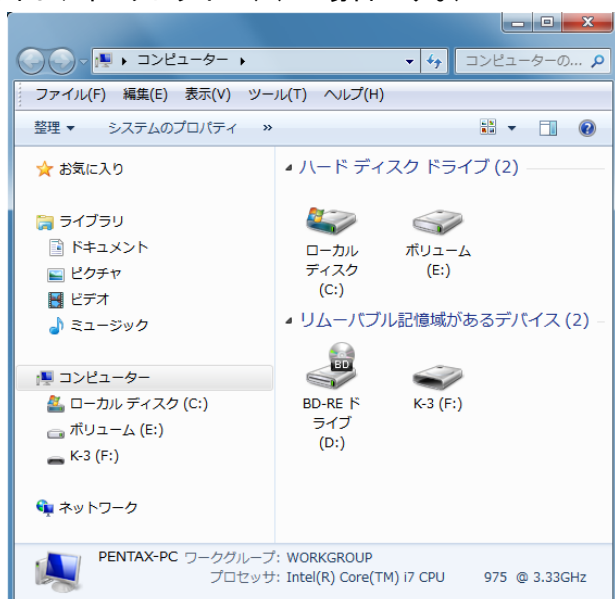 コンピューター
コンピューターの...
ファイル(F) 編集(E) 表示(V) ツール(T) ヘルプ(H)
整理 システムのプロパティ »
お気に入り
ライブラリ
ドキュメント
ピクチャ
ビデオ
ミュージック
コンピューター
ローカル ディスク (C:)
ボリューム (E:)
K-3 (F:)
ネットワーク
ハード ディスク ドライブ (2)
ローカル
ディスク
(C:)
ボリューム
(E:)
リムーバブル記憶域があるデバイス (2)
BD
BD-RE ド
ライブ
(D:)
K-3 (F:)
PENTAX-PC ワークグループ: WORKGROUP
プロセッサ: Intel(R) Core(TM) i7 CPU 975 @ 3.33GHz